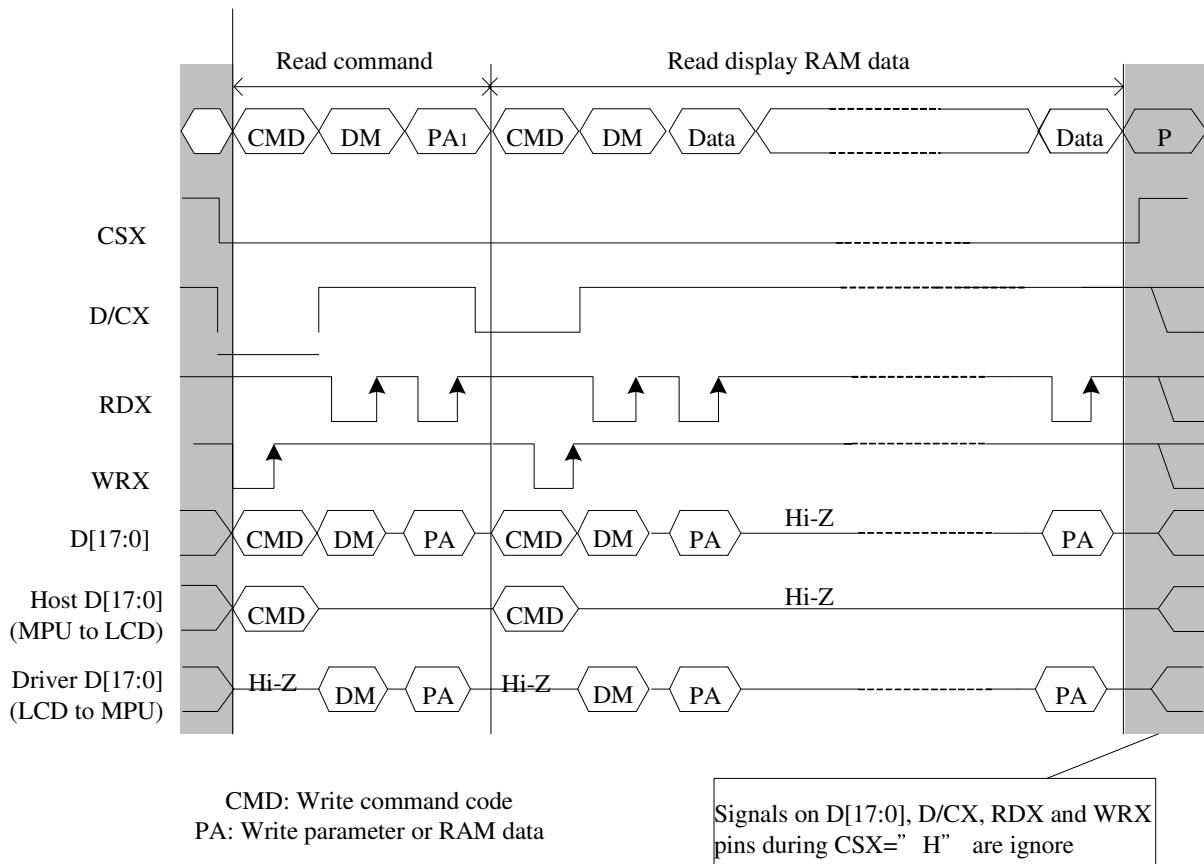 Read command Read display RAM data
CMD DM PA1 CMD DM Data Data P
CSX
D/CX
RDX
WRX
D[17:0] CMD DM PA CMD DM PA Hi-Z PA
Host D[17:0]
(MPU to LCD) CMD CMD Hi-Z
Driver D[17:0]
(LCD to MPU) Hi-Z DM PA Hi-Z DM PA PA
CMD: Write command code
PA: Write parameter or RAM data
Signals on D[17:0], D/CX, RDX and WRX
pins during CSX=” H” are ignore